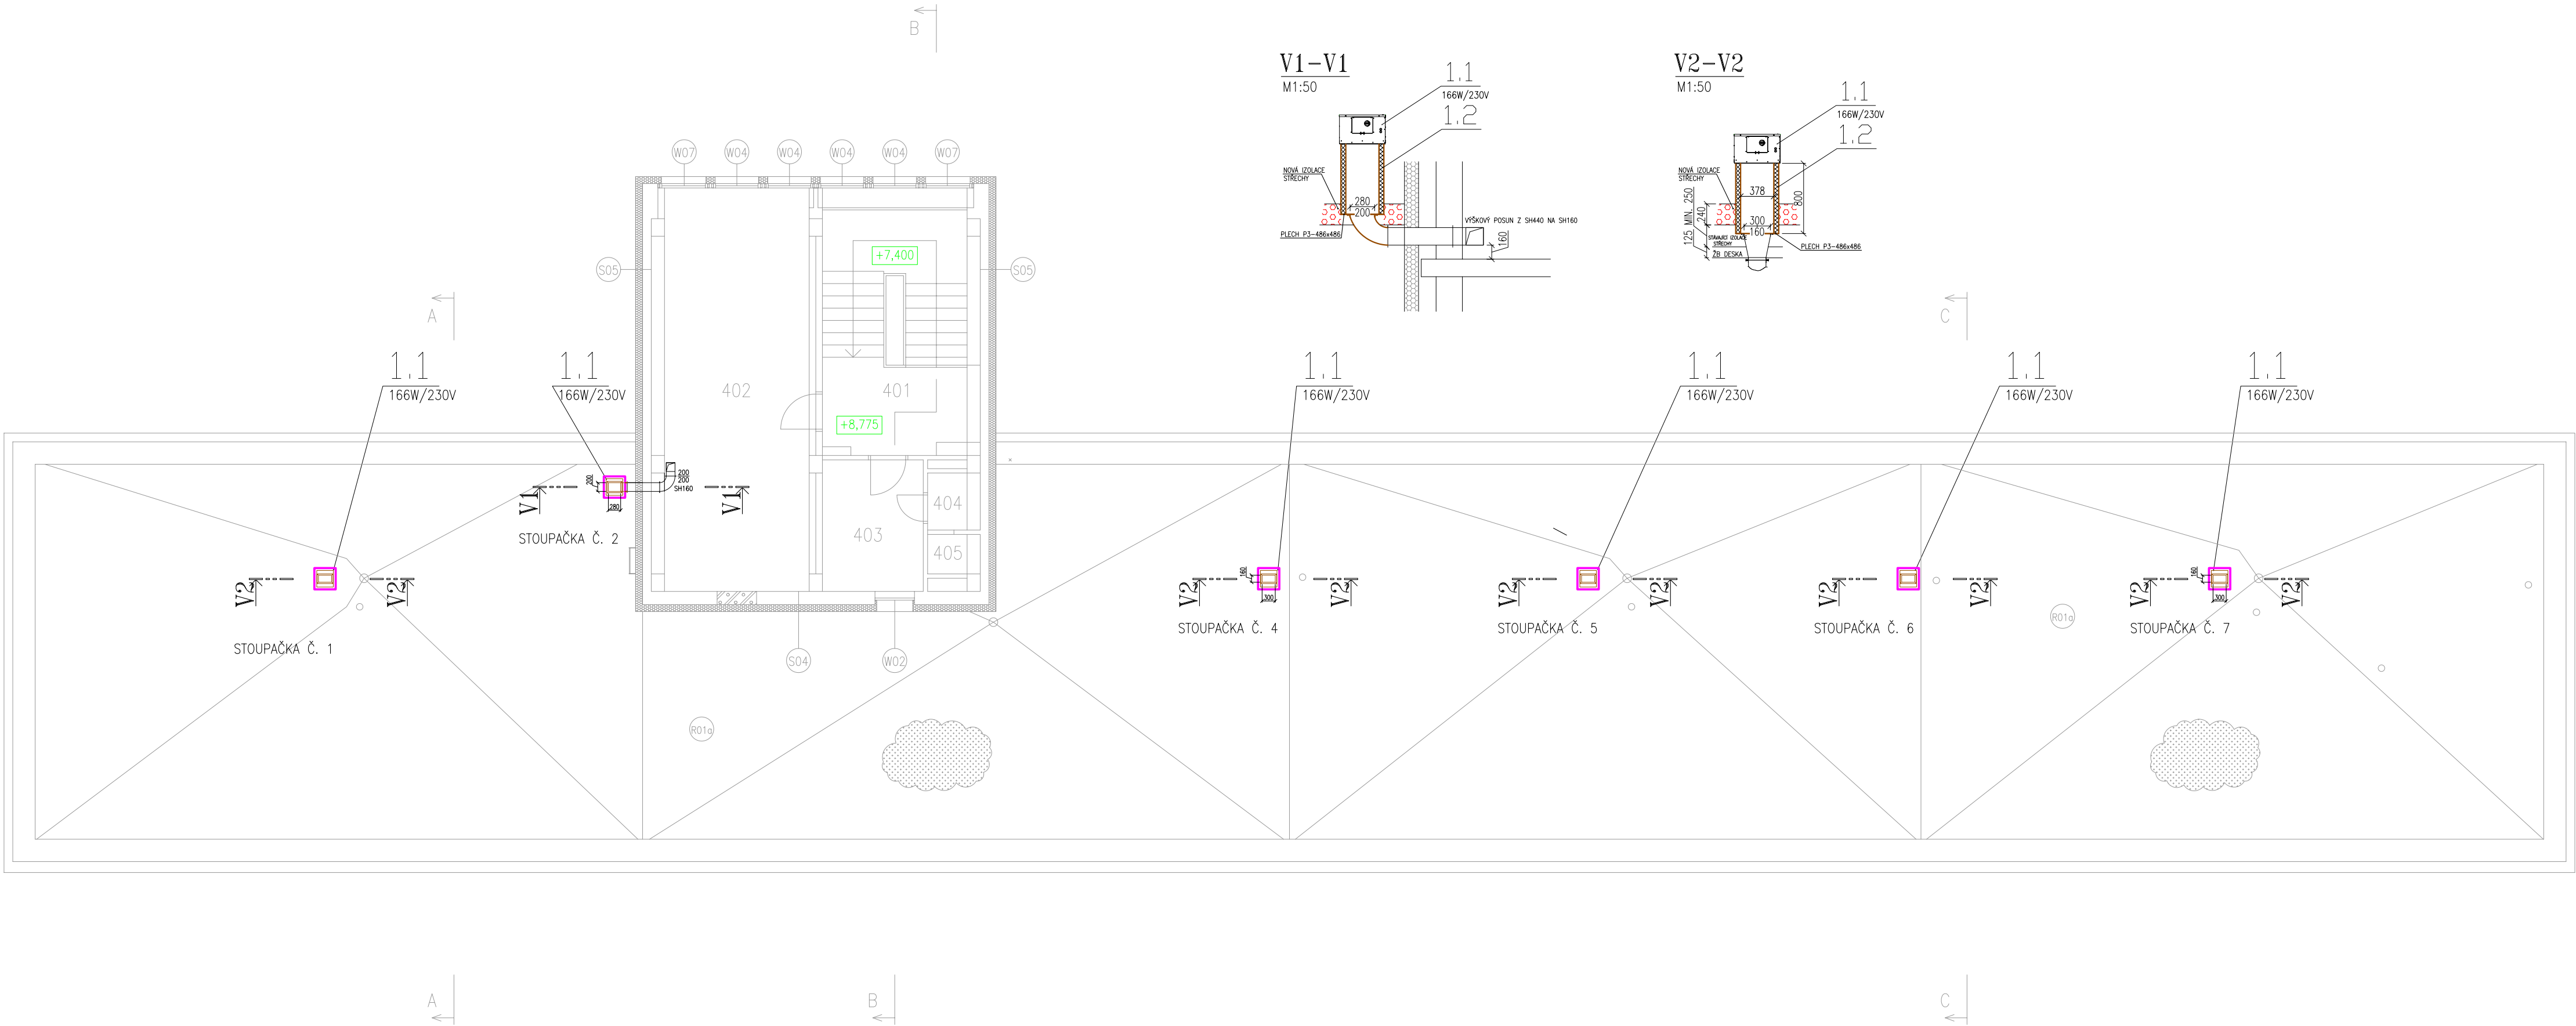 B
V1-V1
M1:50
1.1
166W/230V
1.2
NOVÁ IZOLACE
STŘECHY
280
200
PLECH P3-486x486
VÝŠKOVÝ POSUN Z SH440 NA SH160
160
V2-V2
M1:50
1.1
166W/230V
1.2
NOVÁ IZOLACE
STŘECHY
378
800
125 MIN. 250
240
300
160
STÁVAJÍCÍ IZOLACE
STŘECHY
ŽB DESKA
PLECH P3-486x486
W07
W04
W04
W04
W04
W07
+7,400
S05
S05
A
C
1.1
166W/230V
1.1
166W/230V
402
401
+8,775
1.1
166W/230V
1.1
166W/230V
1.1
166W/230V
1.1
166W/230V
200
200
200
SH160
280
V1
V1
STOUPAČKA Č. 2
404
403
405
V2
V2
STOUPAČKA Č. 1
160
300
V2
V2
STOUPAČKA Č. 4
V2
V2
STOUPAČKA Č. 5
V2
V2
STOUPAČKA Č. 6
R01a
160
300
V2
V2
STOUPAČKA Č. 7
S04
W02
R01a
A
B
C